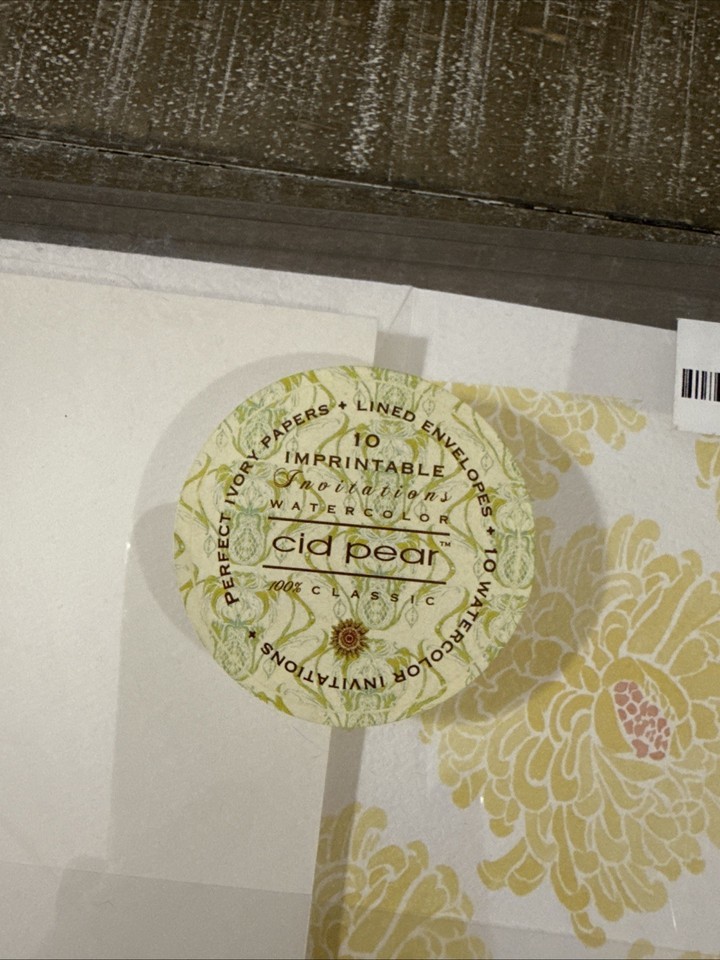 PERFECT IVORY PAPERS + LINED ENVELOPES + 10 WATERCOLOR INVITATIONS +
10
IMPRINTABLE
Invitations
WATERCOLOR
cid pear™
100% CLASSIC